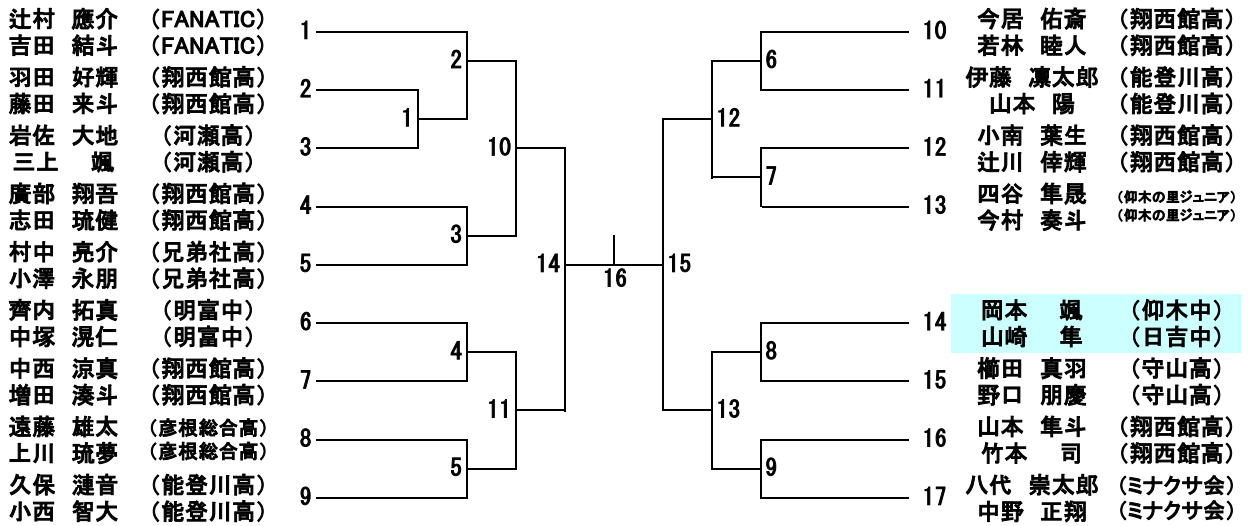 辻村 應介 （FANATIC）
吉田 結斗 （FANATIC）
1
羽田 好輝 （翔西館高）
藤田 来斗 （翔西館高）
2
岩佐 大地 （河瀬高）
三上 颯 （河瀬高）
3
廣部 翔吾 （翔西館高）
志田 琉健 （翔西館高）
4
村中 亮介 （兄弟社高）
小澤 永朋 （兄弟社高）
5
齊内 拓真 （明富中）
中塚 滉仁 （明富中）
6
中西 涼真 （翔西館高）
増田 湊斗 （翔西館高）
7
遠藤 雄太 （彦根総合高）
上川 琉夢 （彦根総合高）
8
久保 漣音 （能登川高）
小西 智大 （能登川高）
9
1
2
3
4
5
10
11
14
16
15
12
13
6
7
8
9
10
今居 佑斎 （翔西館高）
若林 睦人 （翔西館高）
11
伊藤 凛太郎 （能登川高）
山本 陽 （能登川高）
12
小南 葉生 （翔西館高）
辻川 倖輝 （翔西館高）
13
四谷 隼晟 （仰木の里ジュニア）
今村 奏斗 （仰木の里ジュニア）
14
岡本 颯 （仰木中）
山崎 隼 （日吉中）
15
櫛田 真羽 （守山高）
野口 朋慶 （守山高）
16
山本 隼斗 （翔西館高）
竹本 司 （翔西館高）
17
八代 崇太郎 （ミナクサ会）
中野 正翔 （ミナクサ会）